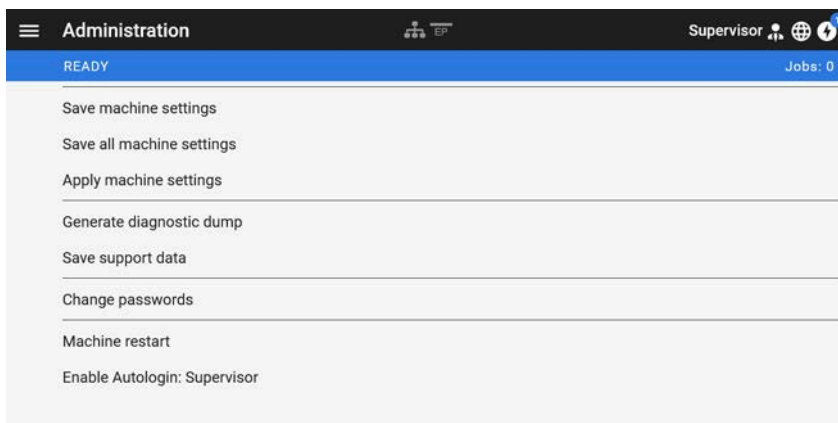 Administration
EP
Supervisor
READY
Jobs: 0
Save machine settings
Save all machine settings
Apply machine settings
Generate diagnostic dump
Save support data
Change passwords
Machine restart
Enable Autologin: Supervisor